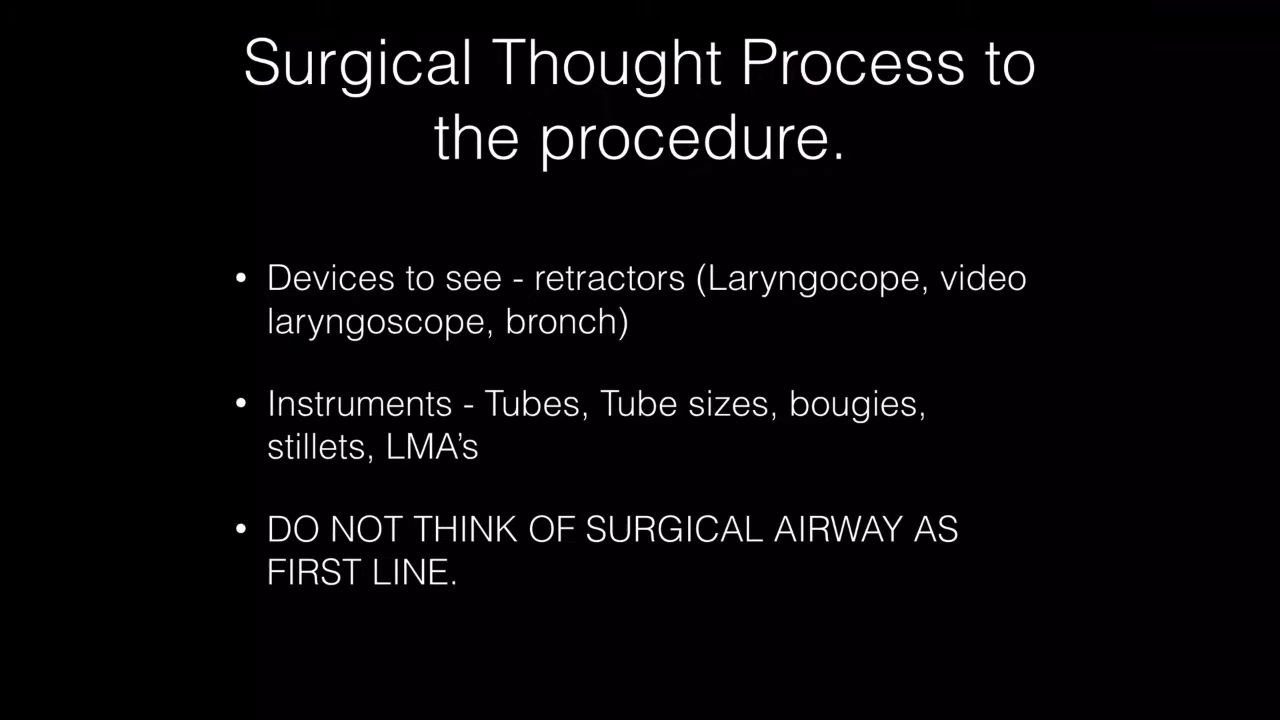 Surgical Thought Process to
the procedure.
• Devices to see - retractors (Laryngocope, video
laryngoscope, bronch)
• Instruments - Tubes, Tube sizes, bougies,
stillets, LMA’s
• DO NOT THINK OF SURGICAL AIRWAY AS
FIRST LINE.